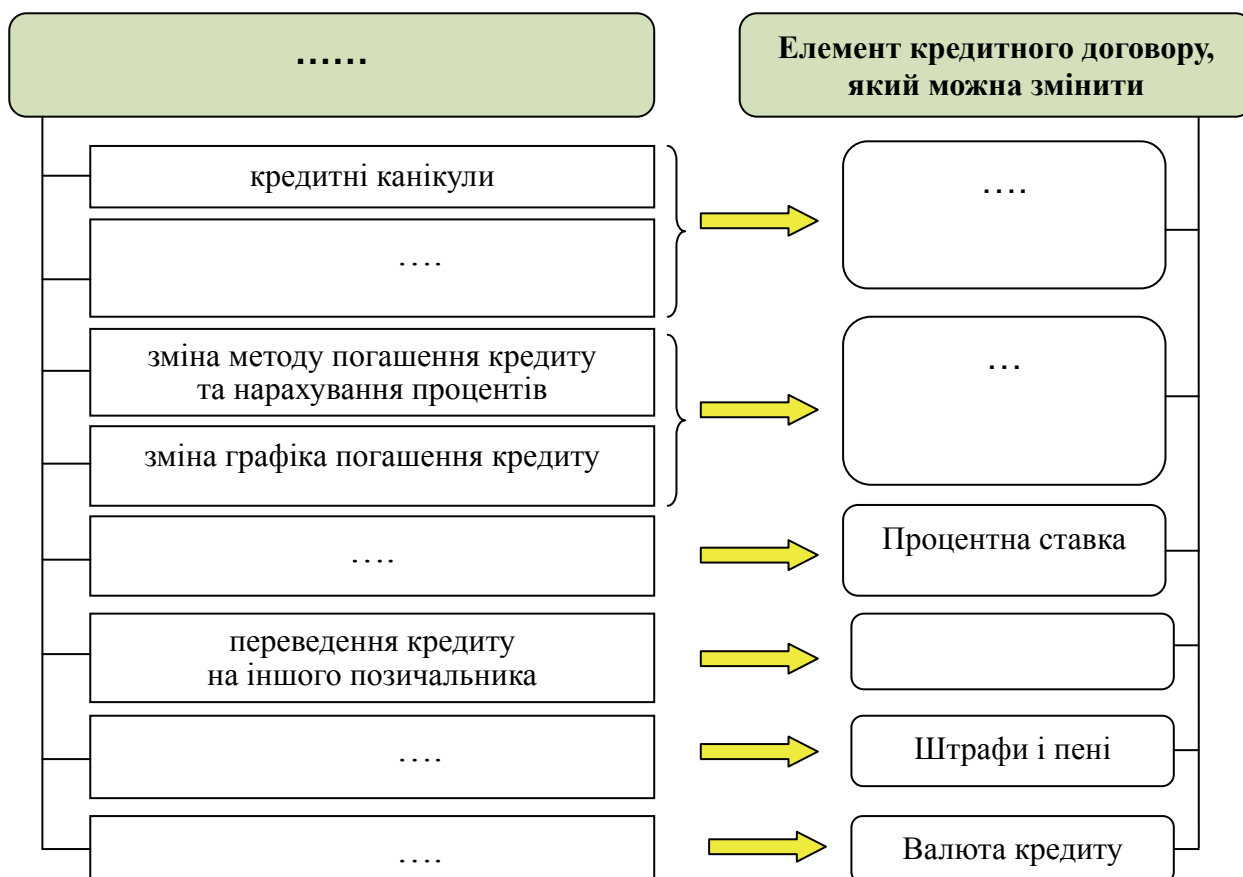 ......
Елемент кредитного договору,
який можна змінити
кредитні канікули
....
....
зміна методу погашення кредиту
та нарахування процентів
...
зміна графіка погашення кредиту
....
Процентна ставка
переведення кредиту
на іншого позичальника
....
Штрафи і пені
....
Валюта кредиту